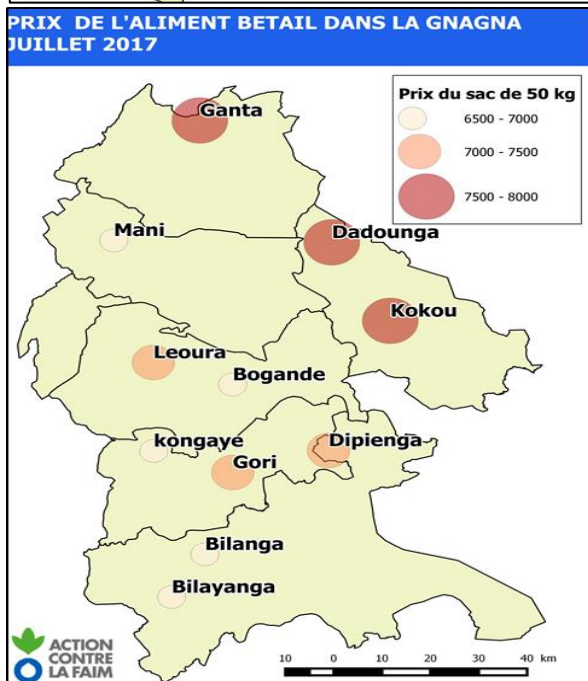 PRIX DE L'ALIMENT BETAIL DANS LA GNAGNA
JUILLET 2017
Prix du sac de 50 kg
6500 - 7000
7000 - 7500
7500 - 8000
Ganta
Mani
Dadounga
Kokou
Leoura
Bogande
kongayé
Gori
Dipienga
Bilanga
Bilayanga
ACTION
CONTRE
LA FAIM
10 0 10 20 30 40 km